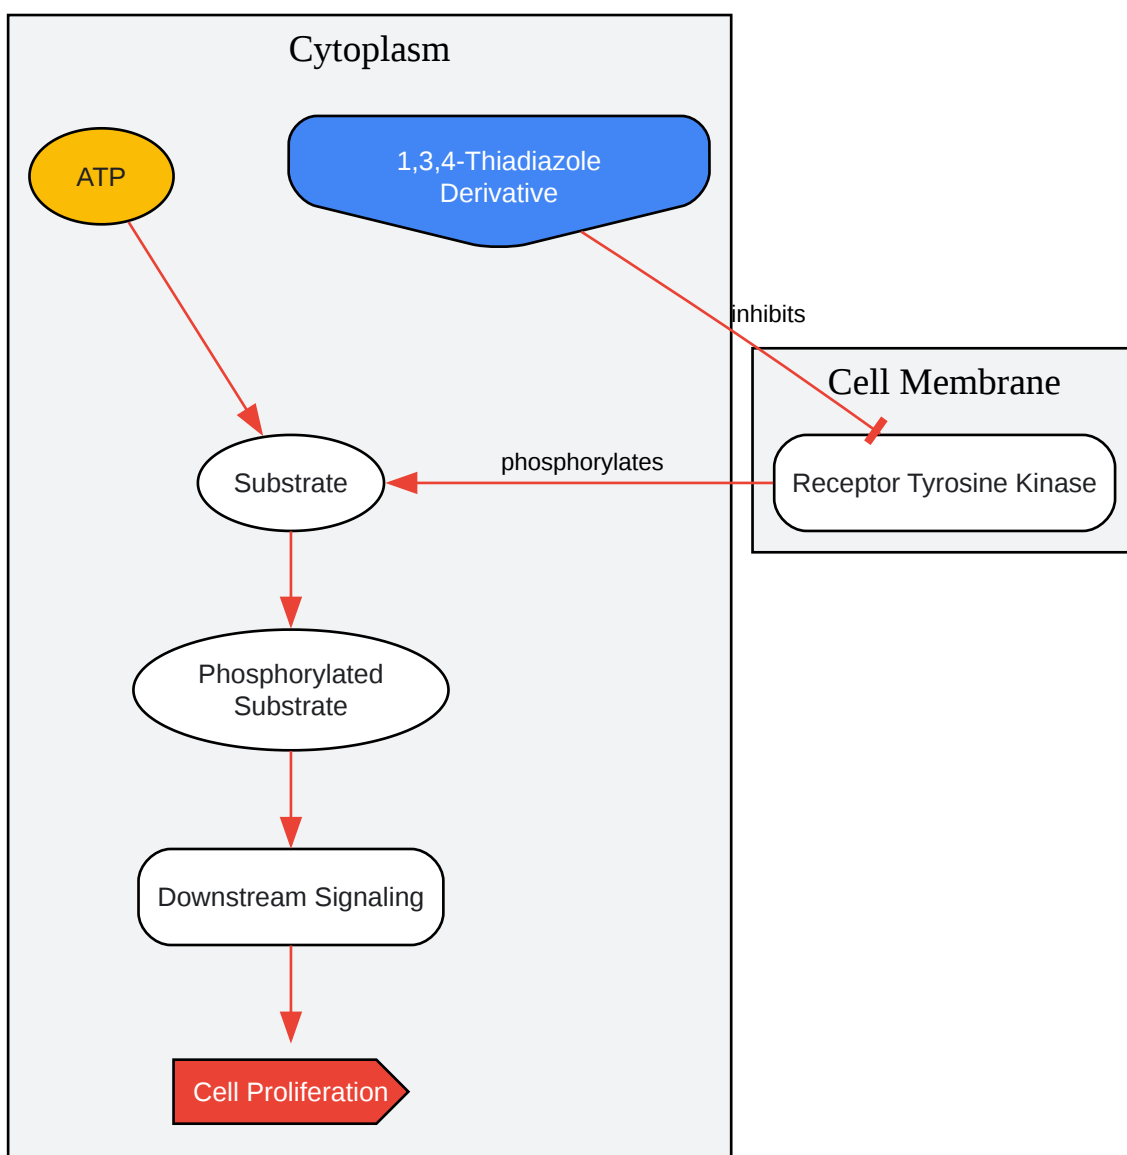 Cytoplasm
ATP
1,3,4-Thiadiazole
Derivative
inhibits
Cell Membrane
Receptor Tyrosine Kinase
phosphorylates
Substrate
Phosphorylated
Substrate
Downstream Signaling
Cell Proliferation